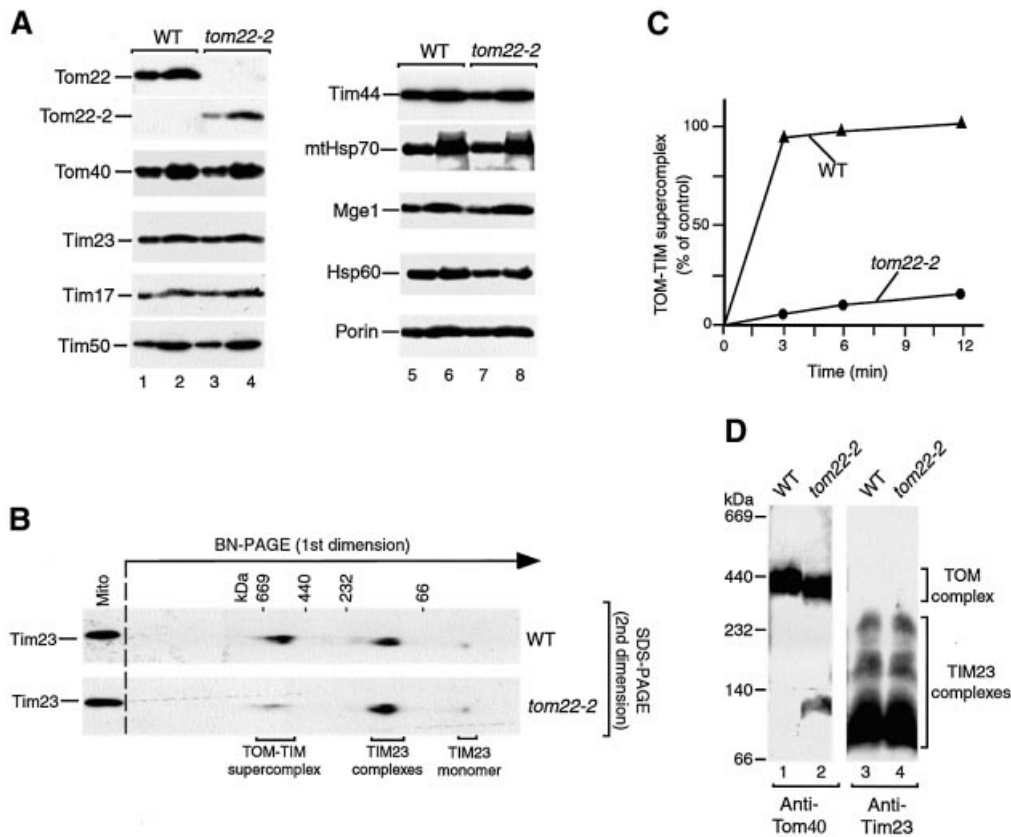 A
WT tom22-2
Tom22
Tom22-2
Tom40
Tim23
Tim17
Tim50
1 2 3 4
WT tom22-2
Tim44
mtHsp70
Mge1
Hsp60
Porin
5 6 7 8
B
BN-PAGE (1st dimension)
Mito
kDa 669 440 232 66
Tim23 WT
Tim23 tom22-2
SDS-PAGE
(2nd dimension)
TOM-TIM
supercomplex
TIM23
complexes
TIM23
monomer
C
TOM-TIM supercomplex
(% of control)
100
50
0
WT
tom22-2
0 3 6 9 12
Time (min)
D
WT tom22-2 WT tom22-2
kDa
669
440
232
140
66
TOM
complex
TIM23
complexes
1 2 3 4
Anti-
Tom40
Anti-
Tim23